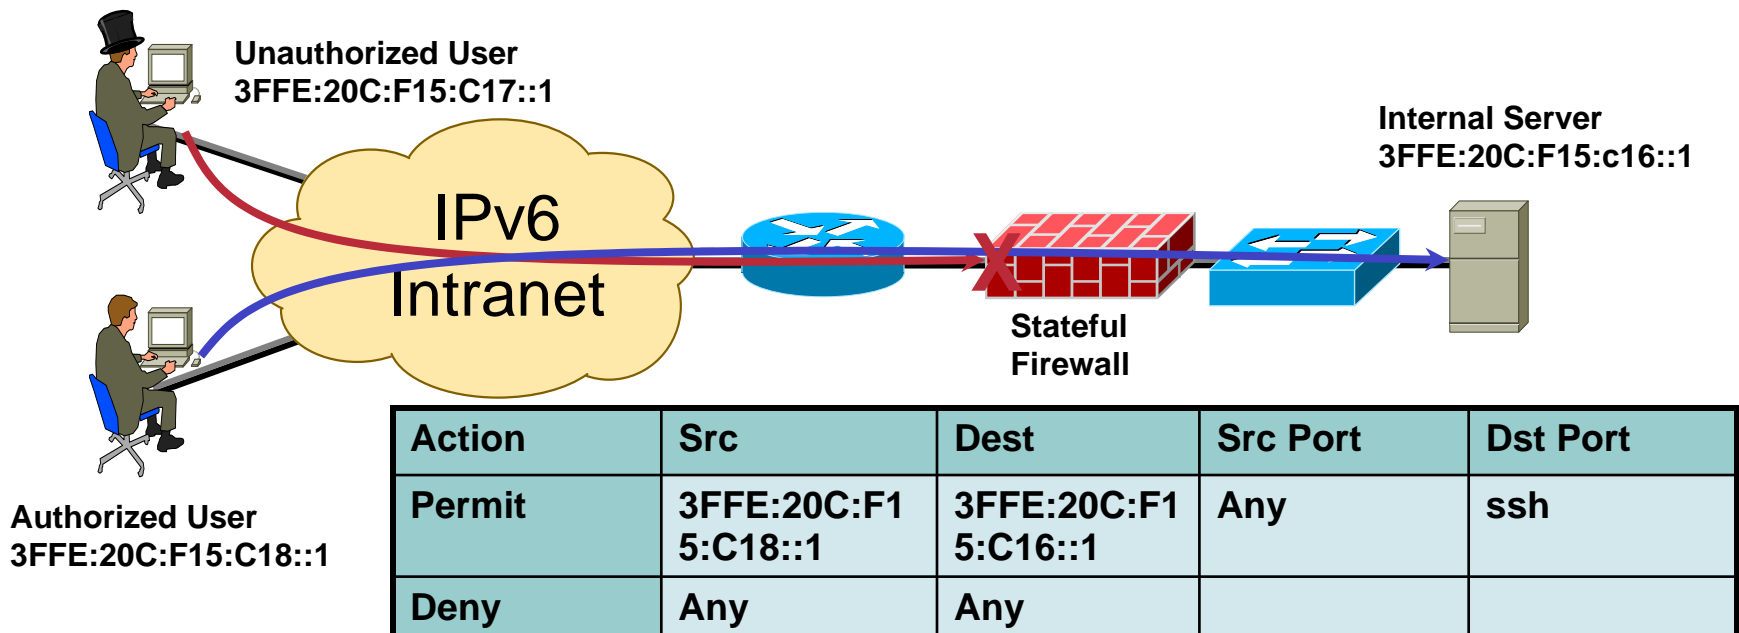 Unauthorized User
3FFE:20C:F15:C17::1
Internal Server
3FFE:20C:F15:c16::1
IPv6
Intranet
X
Stateful
Firewall
Authorized User
3FFE:20C:F15:C18::1
Action Src Dest Src Port Dst Port
Permit 3FFE:20C:F1 3FFE:20C:F1 Any ssh
5:C18::1 5:C16::1
Deny Any Any